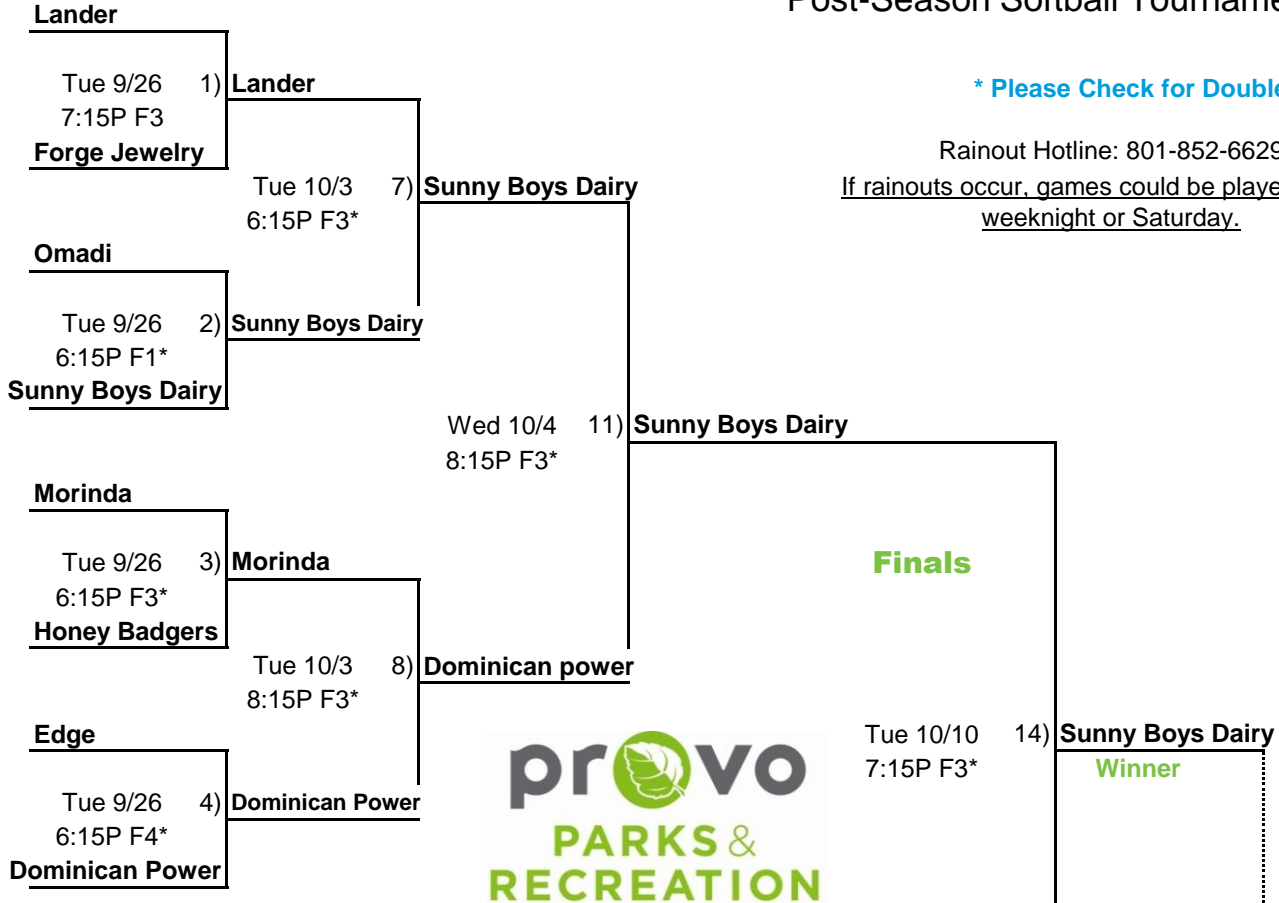 Lander
Post-Season Softball Tourname
Tue 9/26 1) Lander
* Please Check for Double
7:15P F3
Forge Jewelry
Rainout Hotline: 801-852-6629
Tue 10/3 7) Sunny Boys Dairy
If rainouts occur, games could be playe
6:15P F3*
weeknight or Saturday.
Omadi
Tue 9/26 2) Sunny Boys Dairy
6:15P F1*
Sunny Boys Dairy
Wed 10/4 11) Sunny Boys Dairy
8:15P F3*
Morinda
Tue 9/26 3) Morinda
Finals
6:15P F3*
Honey Badgers
Tue 10/3 8) Dominican power
8:15P F3*
Edge
Tue 10/10 14) Sunny Boys Dairy
provo
7:15P F3* Winner
Tue 9/26 4) Dominican Power
6:15P F4*
PARKS &
Dominican Power
RECREATION